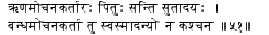 ऋणमोचनकर्तारः पितुः सन्ति सुतादयः ।
बन्धमोचनकर्ता तु स्वस्मादन्यो न कश्चन ॥५१॥